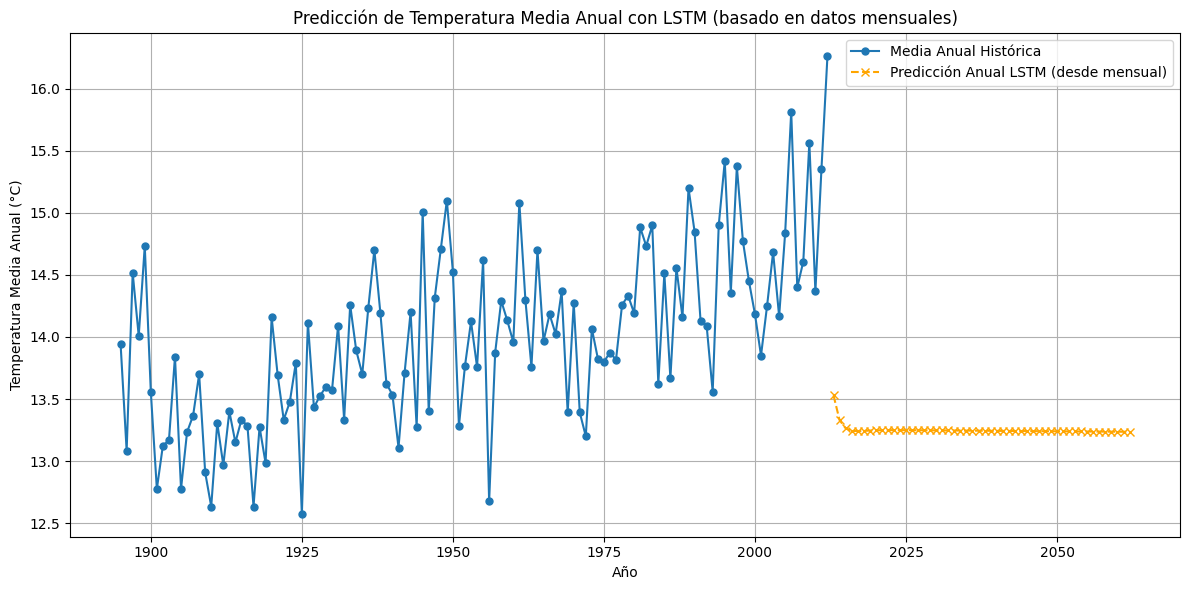 Predicción de Temperatura Media Anual con LSTM (basado en datos mensuales)
Media Anual Histórica
Predicción Anual LSTM (desde mensual)
Temperatura Media Anual (°C)
16.0
15.5
15.0
14.5
14.0
13.5
13.0
12.5
1900 1925 1950 1975 2000 2025 2050
Año